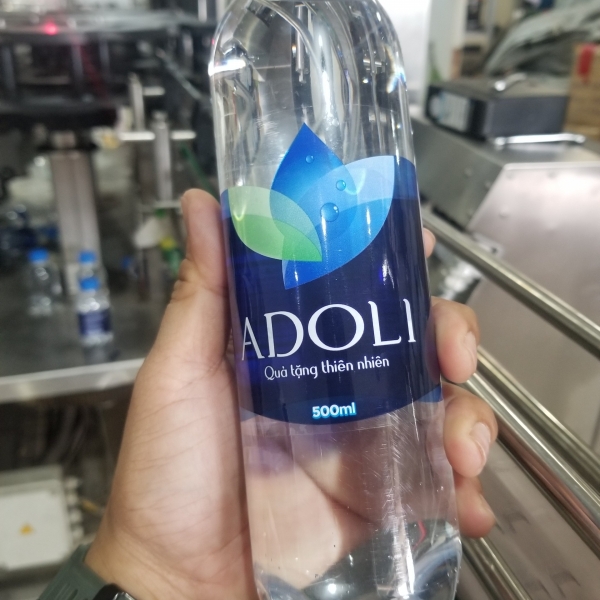 ADOLI
Quà tặng thiên nhiên
500ml